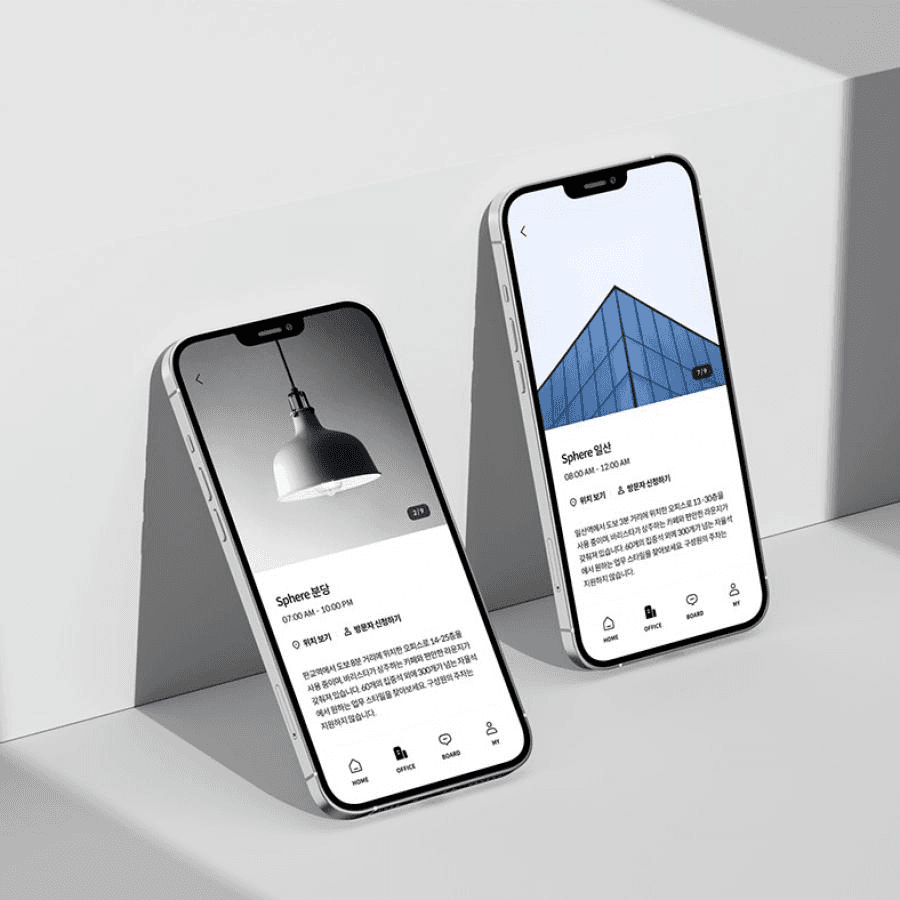 2/9
Sphere 분당
07:00 AM - 10:00 PM
위치 보기
방문자 신청하기
판교역에서 도보 8분 거리에 위치한 오피스로 14-25층을
사용 중이며, 바리스타가 상주하는 카페와 편안한 라운지가
갖춰져 있습니다. 60개의 집중석 외에 300개가 넘는 자율석
에서 원하는 업무 스타일을 찾아보세요. 구성원의 주차는
지원하지 않습니다.
HOME
OFFICE
BOARD
MY
7/9
Sphere 일산
08:00 AM - 12:00 AM
위치 보기
방문자 신청하기
일산역에서 도보 3분 거리에 위치한 오피스로 13-30층을
사용 중이며, 바리스타가 상주하는 카페와 편안한 라운지가
갖춰져 있습니다. 60개의 집중석 외에 300개가 넘는 자율석
에서 원하는 업무 스타일을 찾아보세요. 구성원의 주차는
지원하지 않습니다.
HOME
OFFICE
BOARD
MY